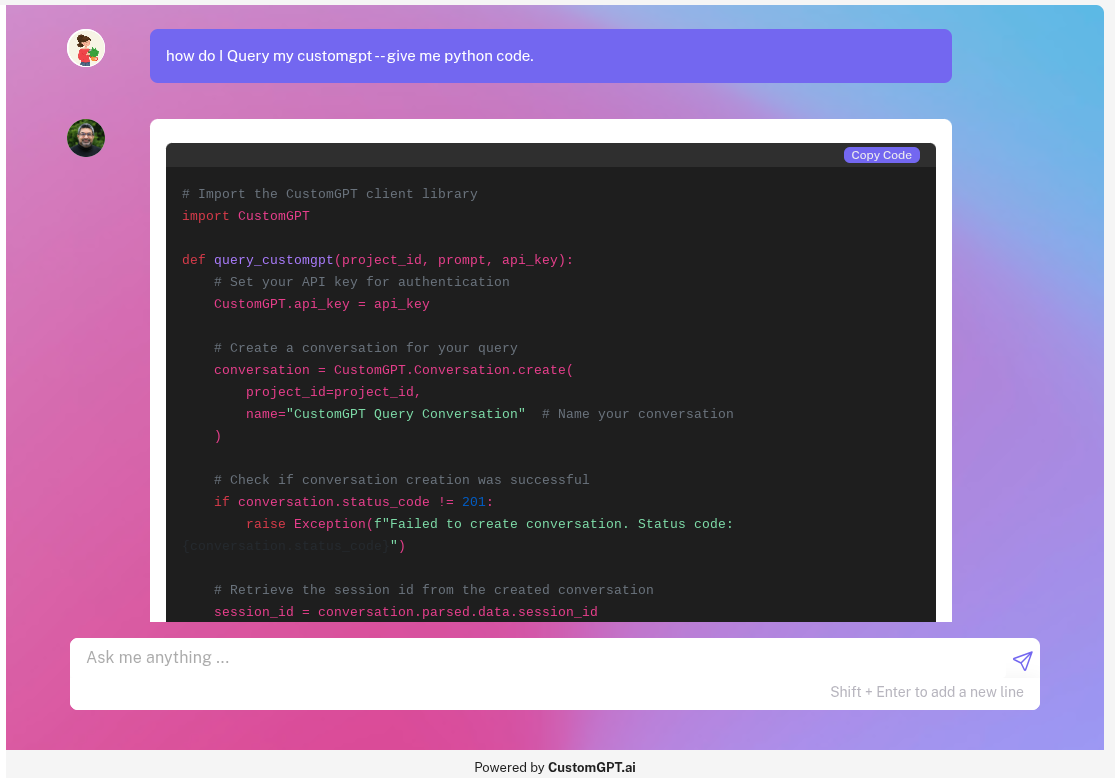 how do I Query my customgpt -- give me python code.
Copy Code
# Import the CustomGPT client library
import CustomGPT
def query_customgpt(project_id, prompt, api_key):
    # Set your API key for authentication
    CustomGPT.api_key = api_key
    # Create a conversation for your query
    conversation = CustomGPT.Conversation.create(
        project_id=project_id,
        name="CustomGPT Query Conversation"  # Name your conversation
    )
    # Check if conversation creation was successful
    if conversation.status_code != 201:
        raise Exception(f"Failed to create conversation. Status code:
{conversation.status_code}")
    # Retrieve the session id from the created conversation
    session_id = conversation.parsed.data.session_id
Ask me anything ...
Shift + Enter to add a new line
Powered by CustomGPT.ai